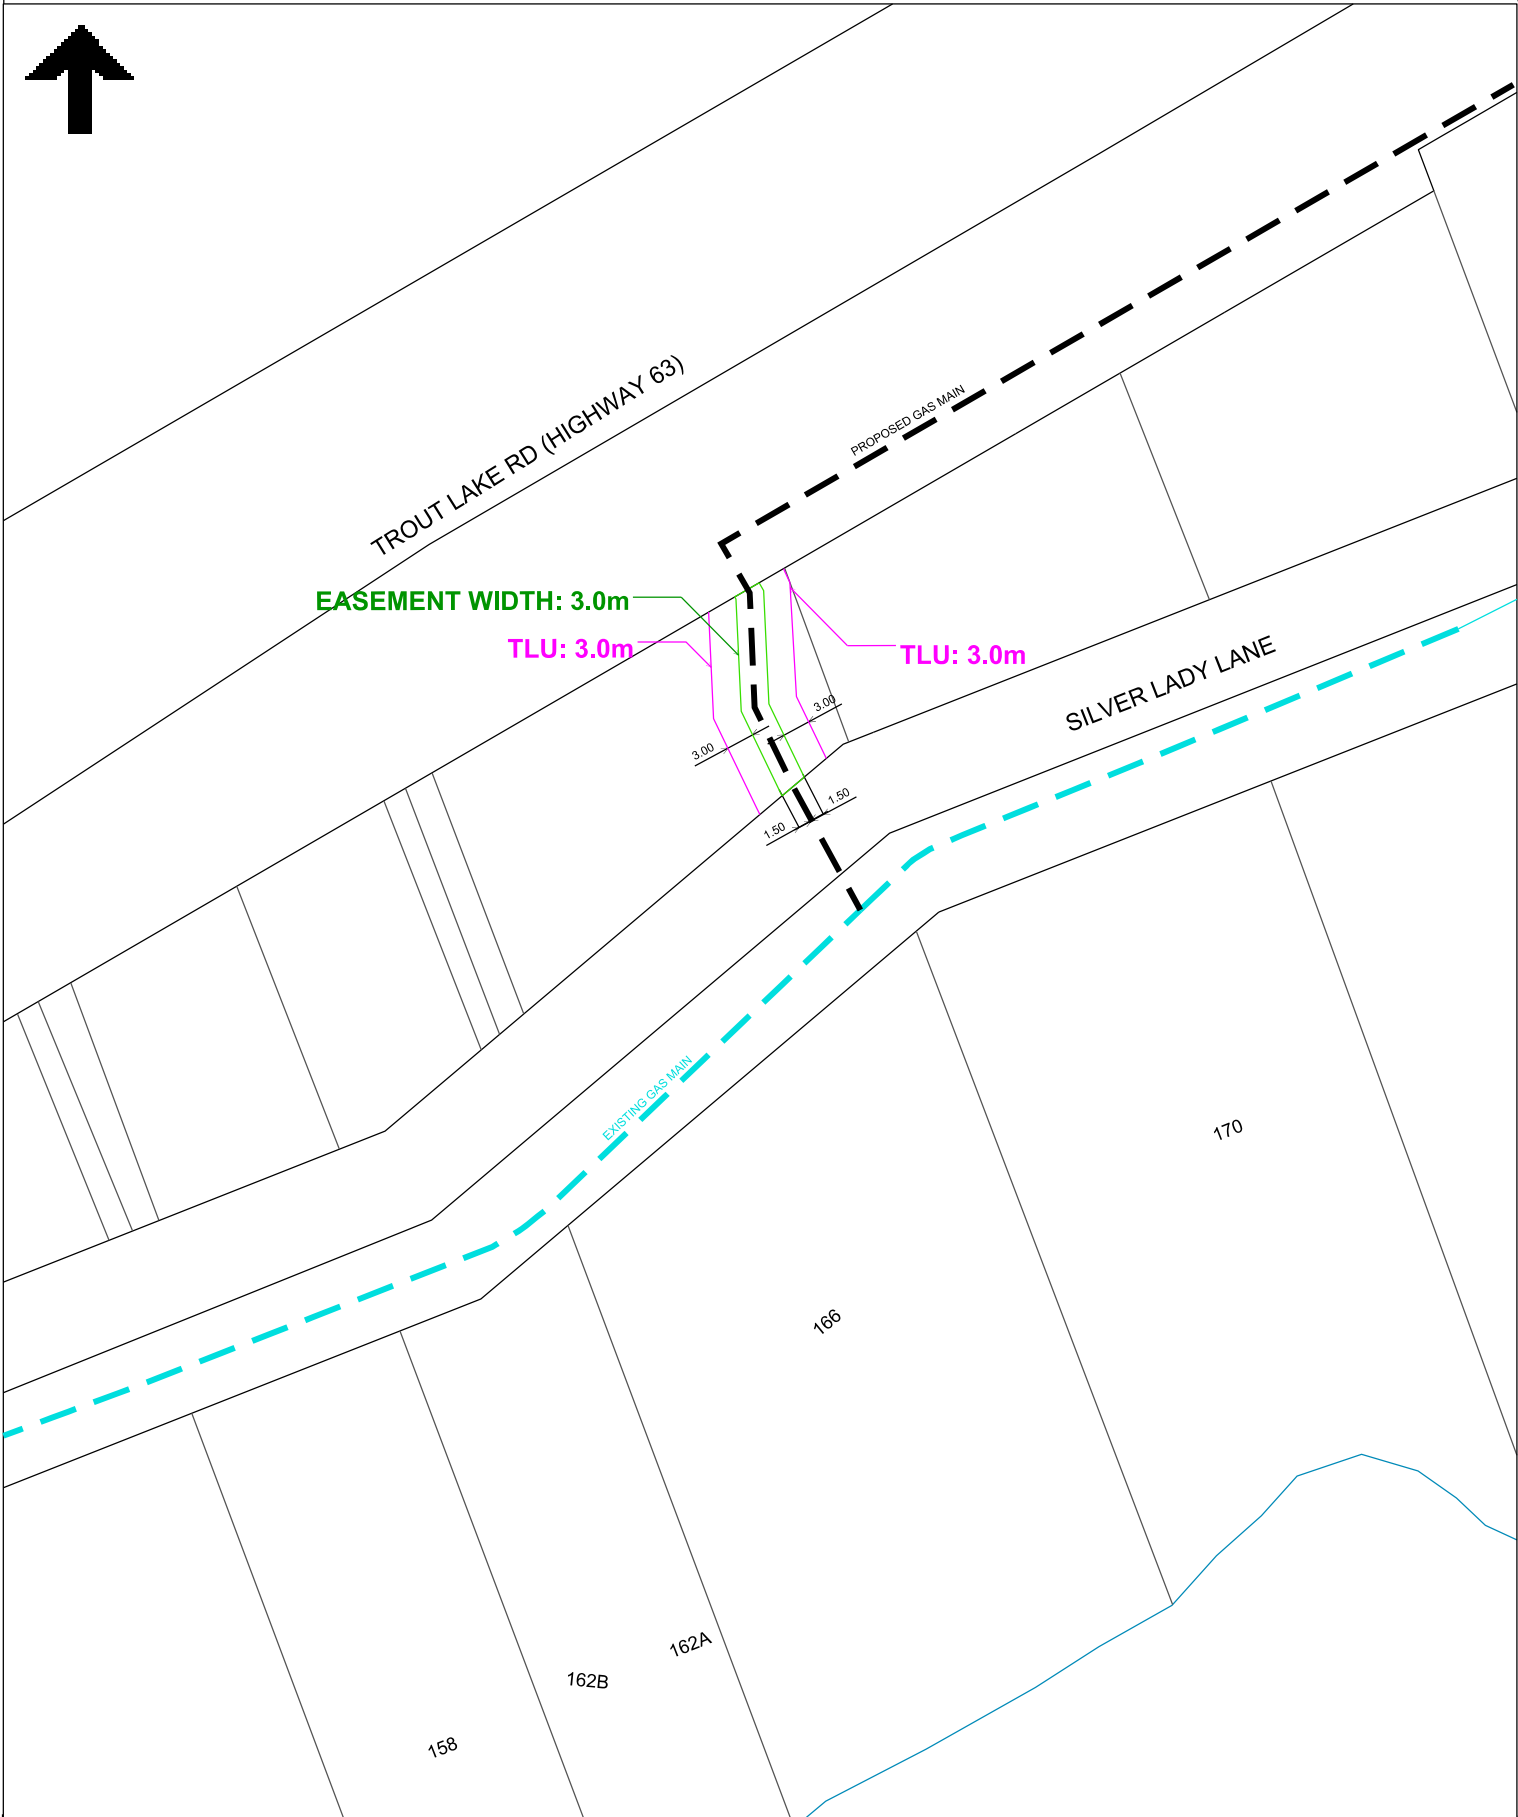 TROUT LAKE RD (HIGHWAY 63)
PROPOSED GAS MAIN
EASEMENT WIDTH: 3.0m
TLU: 3.0m
TLU: 3.0m
SILVER LADY LANE
3.00
3.00
1.50
1.50
EXISTING GAS MAIN
170
166
162A
162B
158